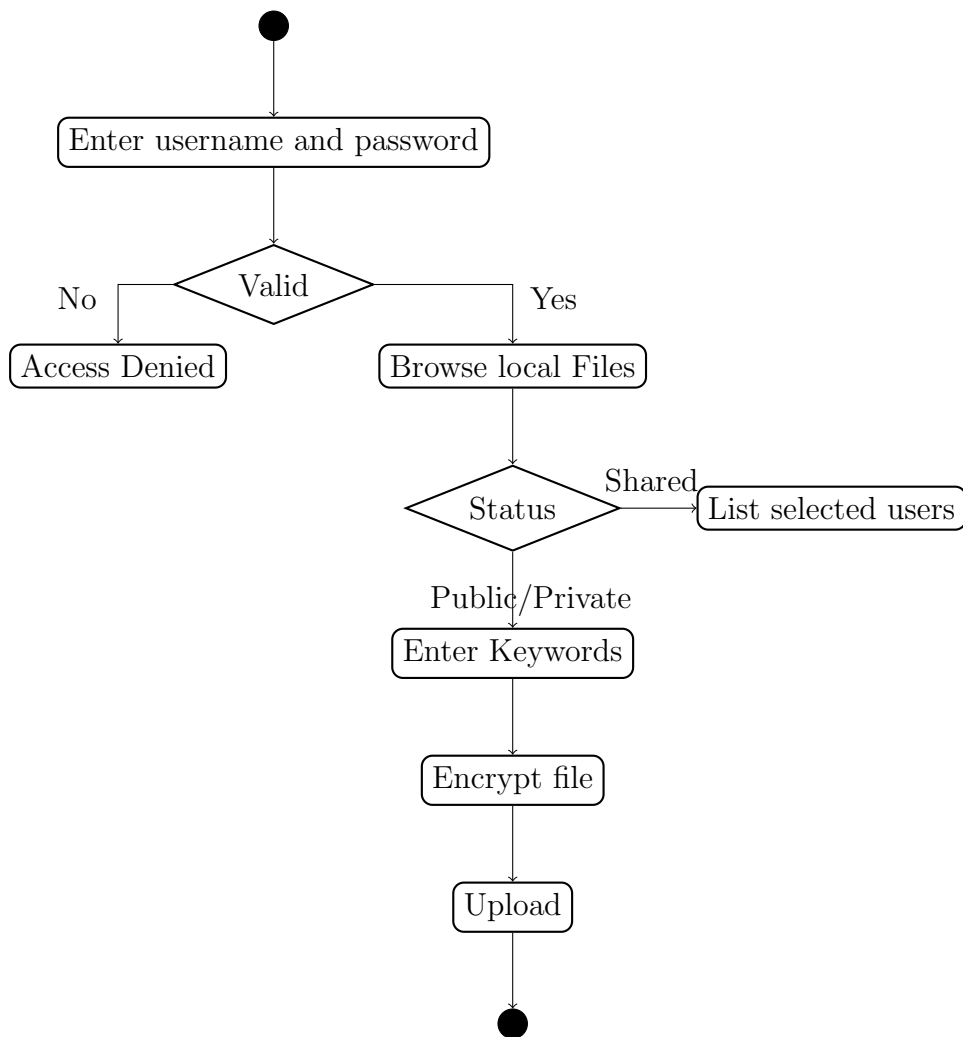 Enter username and password
Valid
No
Yes
Access Denied
Browse local Files
Shared
Status
List selected users
Public/Private
Enter Keywords
Encrypt file
Upload